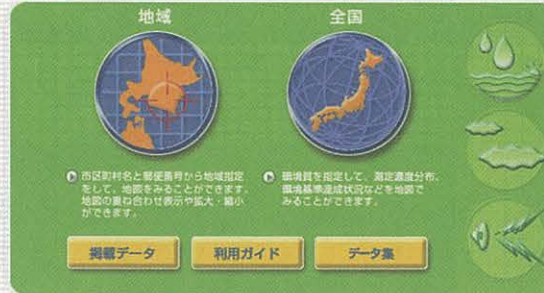 地域
全国
市区町村名と郵便番号から地域指定
をして、地図をみることができます。
地図の重ね合わせ表示や拡大・縮小
ができます。
環境質を指定して、測定濃度分布、
環境基準達成状況などを地図で
みることができます。
掲載データ
利用ガイド
データ集